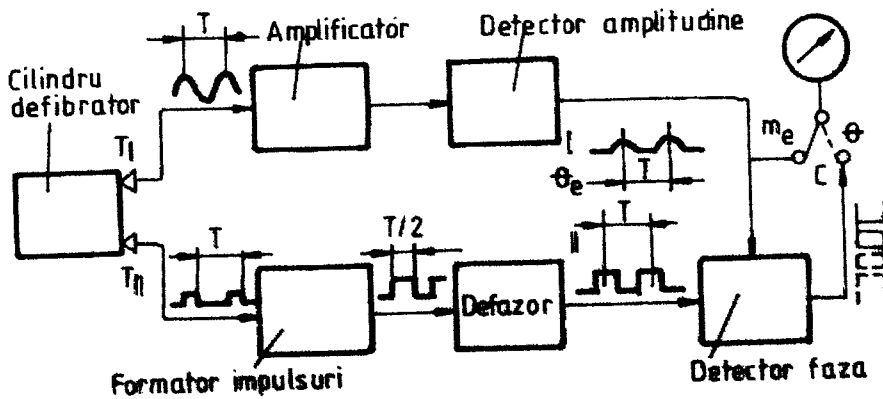 T
Amplificator
Detector amplitudine
Cilindru
defibrator
T_I
I
m_e
θ
θ_e
T
C
T/2
II
T
T
T_II
Defazor
Formator impulsuri
Detector faza